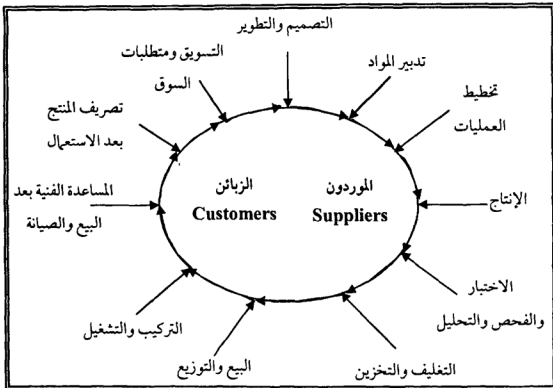 التصميم والتطوير
تدبير المواد
تخطيط
العمليات
الإنتاج
الاختبار
والفحص والتحليل
التغليف والتخزين
البيع والتوزيع
التركيب والتشغيل
المساعدة الفنية بعد
البيع والصيانة
تصريف المنتج
بعد الاستعمال
التسويق ومتطلبات
السوق
الموردون
Suppliers
الزبائن
Customers